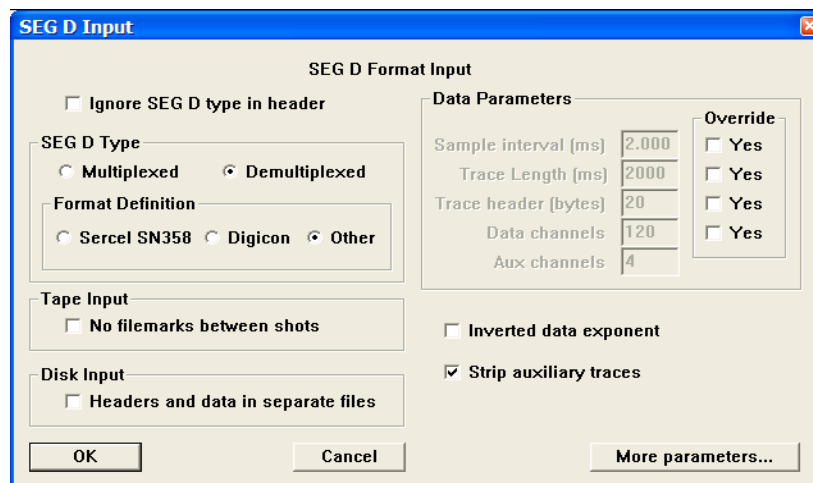 SEG D Input
SEG D Format Input
Ignore SEG D type in header
SEG D Type
Multiplexed Demultiplexed
Format Definition
Sercel SN358 Digicon Other
Tape Input
No filemarks between shots
Disk Input
Headers and data in separate files
Data Parameters
Override
Sample interval (ms) 2.000 Yes
Trace Length (ms) 2000 Yes
Trace header (bytes) 20 Yes
Data channels 120 Yes
Aux channels 4
Inverted data exponent
Strip auxiliary traces
OK Cancel More parameters...